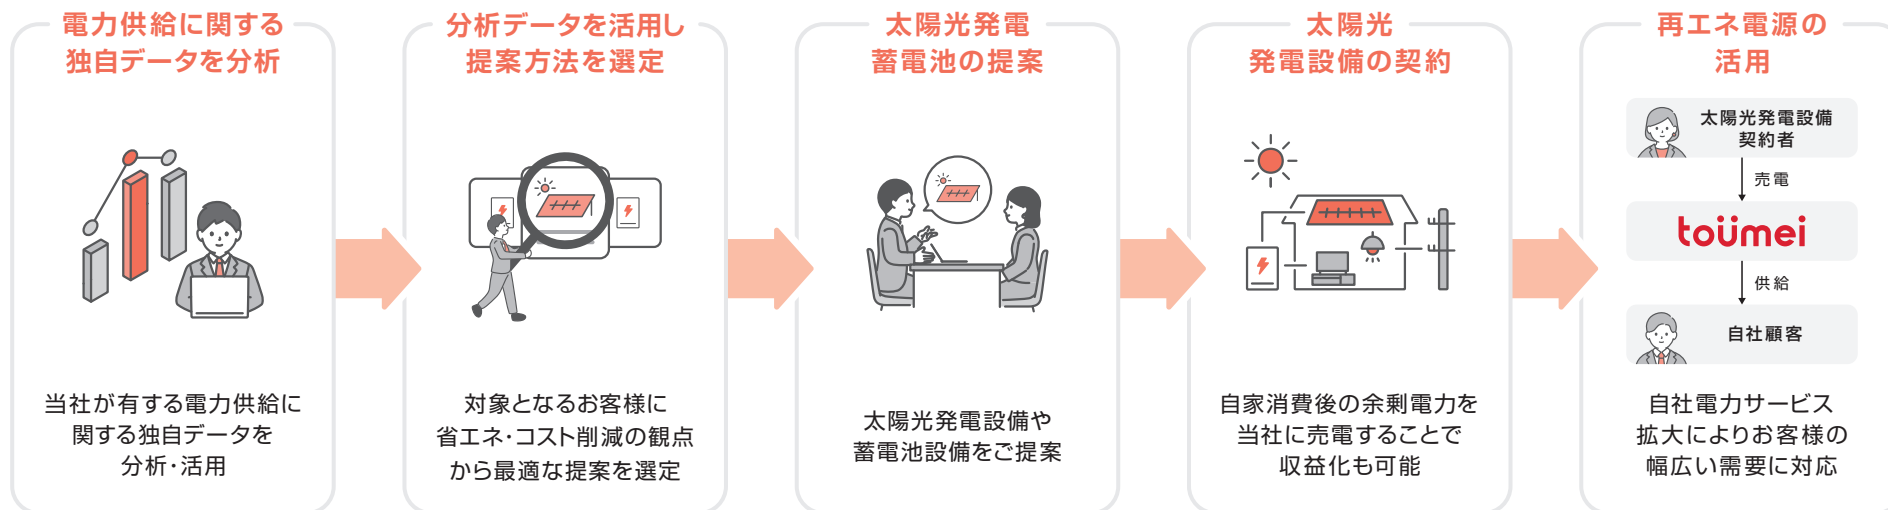 電力供給に関する
独自データを分析
当社が有する電力供給に
関する独自データを
分析・活用
分析データを活用し
提案方法を選定
対象となるお客様に
省エネ・コスト削減の観点
から最適な提案を選定
太陽光発電
蓄電池の提案
太陽光発電設備や
蓄電池設備をご提案
太陽光
発電設備の契約
自家消費後の余剰電力を
当社に売電することで
収益化も可能
再エネ電源の
活用
太陽光発電設備
契約者
売電
toümei
供給
自社顧客
自社電力サービス
拡大によりお客様の
幅広い需要に対応